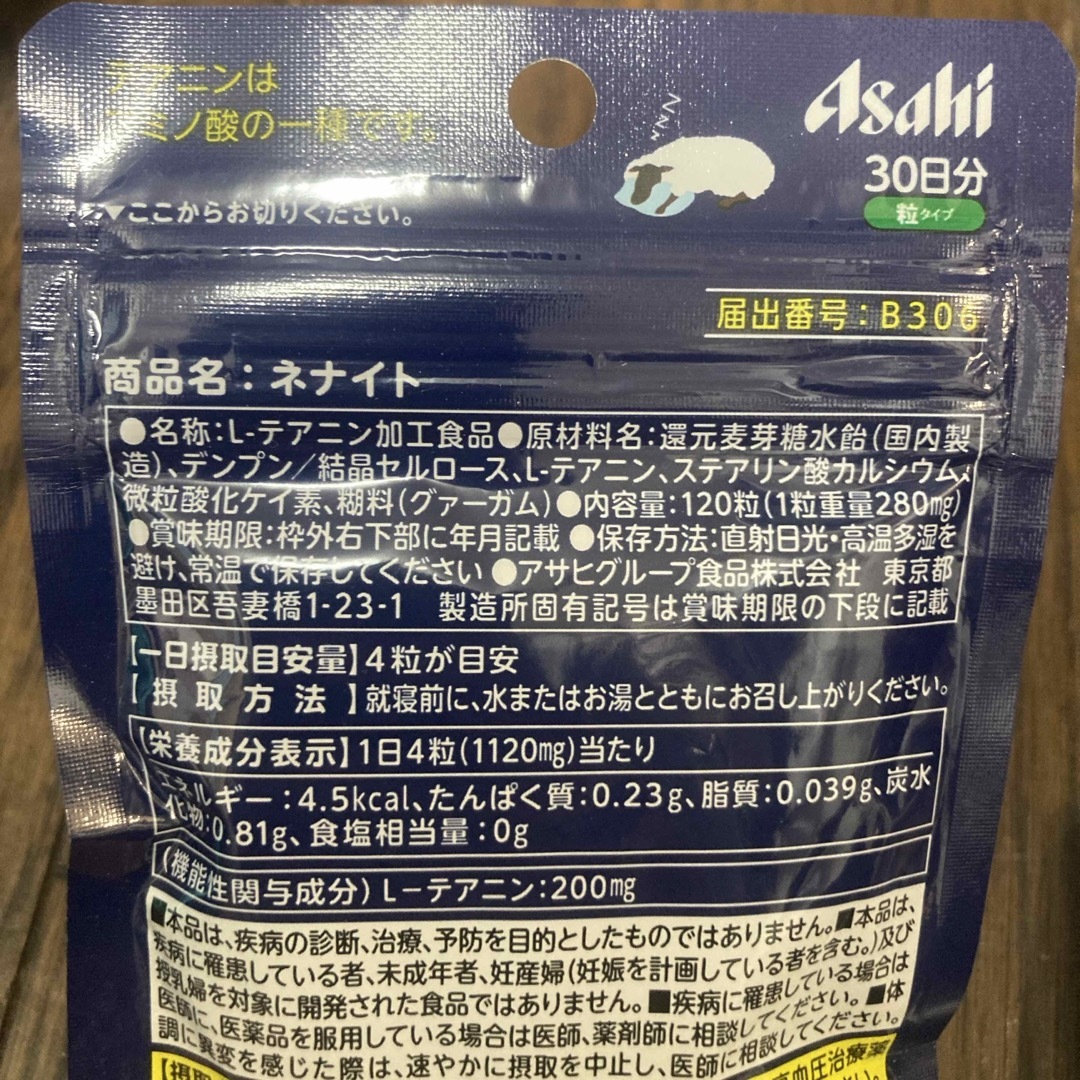 テアニンは
アミノ酸の一種です。
Asahi
30日分
粒タイプ
▼ここからお切りください。
届出番号:B306
商品名:ネナイト
●名称:L-テアニン加工食品●原材料名:還元麦芽糖水飴(国内製
造)、デンプン/結晶セルロース、L-テアニン、ステアリン酸カルシウム、
微粒酸化ケイ素、糊料(グァーガム)●内容量:120粒(1粒重量280mg)
●賞味期限:枠外右下部に年月記載 ●保存方法:直射日光・高温多湿を
避け、常温で保存してください ●アサヒグループ食品株式会社 東京都
墨田区吾妻橋1-23-1 製造所固有記号は賞味期限の下段に記載
【一日摂取目安量】4粒が目安
【摂取方法】就寝前に、水またはお湯とともにお召し上がりください。
【栄養成分表示】1日4粒(1120mg)当たり
エネルギー:4.5kcal、たんぱく質:0.23g、脂質:0.039g、炭水
化物:0.81g、食塩相当量:0g
(機能性関与成分)L-テアニン:200mg
■本品は、疾病の診断、治療、予防を目的としたものではありません。■本品は、
疾病に罹患している者、未成年者、妊産婦(妊娠を計画している者を含む。)及び
授乳婦を対象に開発された食品ではありません。■疾病に罹患している場合は
医師に、医薬品を服用している場合は医師、薬剤師に相談してください。■体
調に異変を感じた際は、速やかに摂取を中止し、医師に相談してください。
【摂取
血圧治療薬
さい。